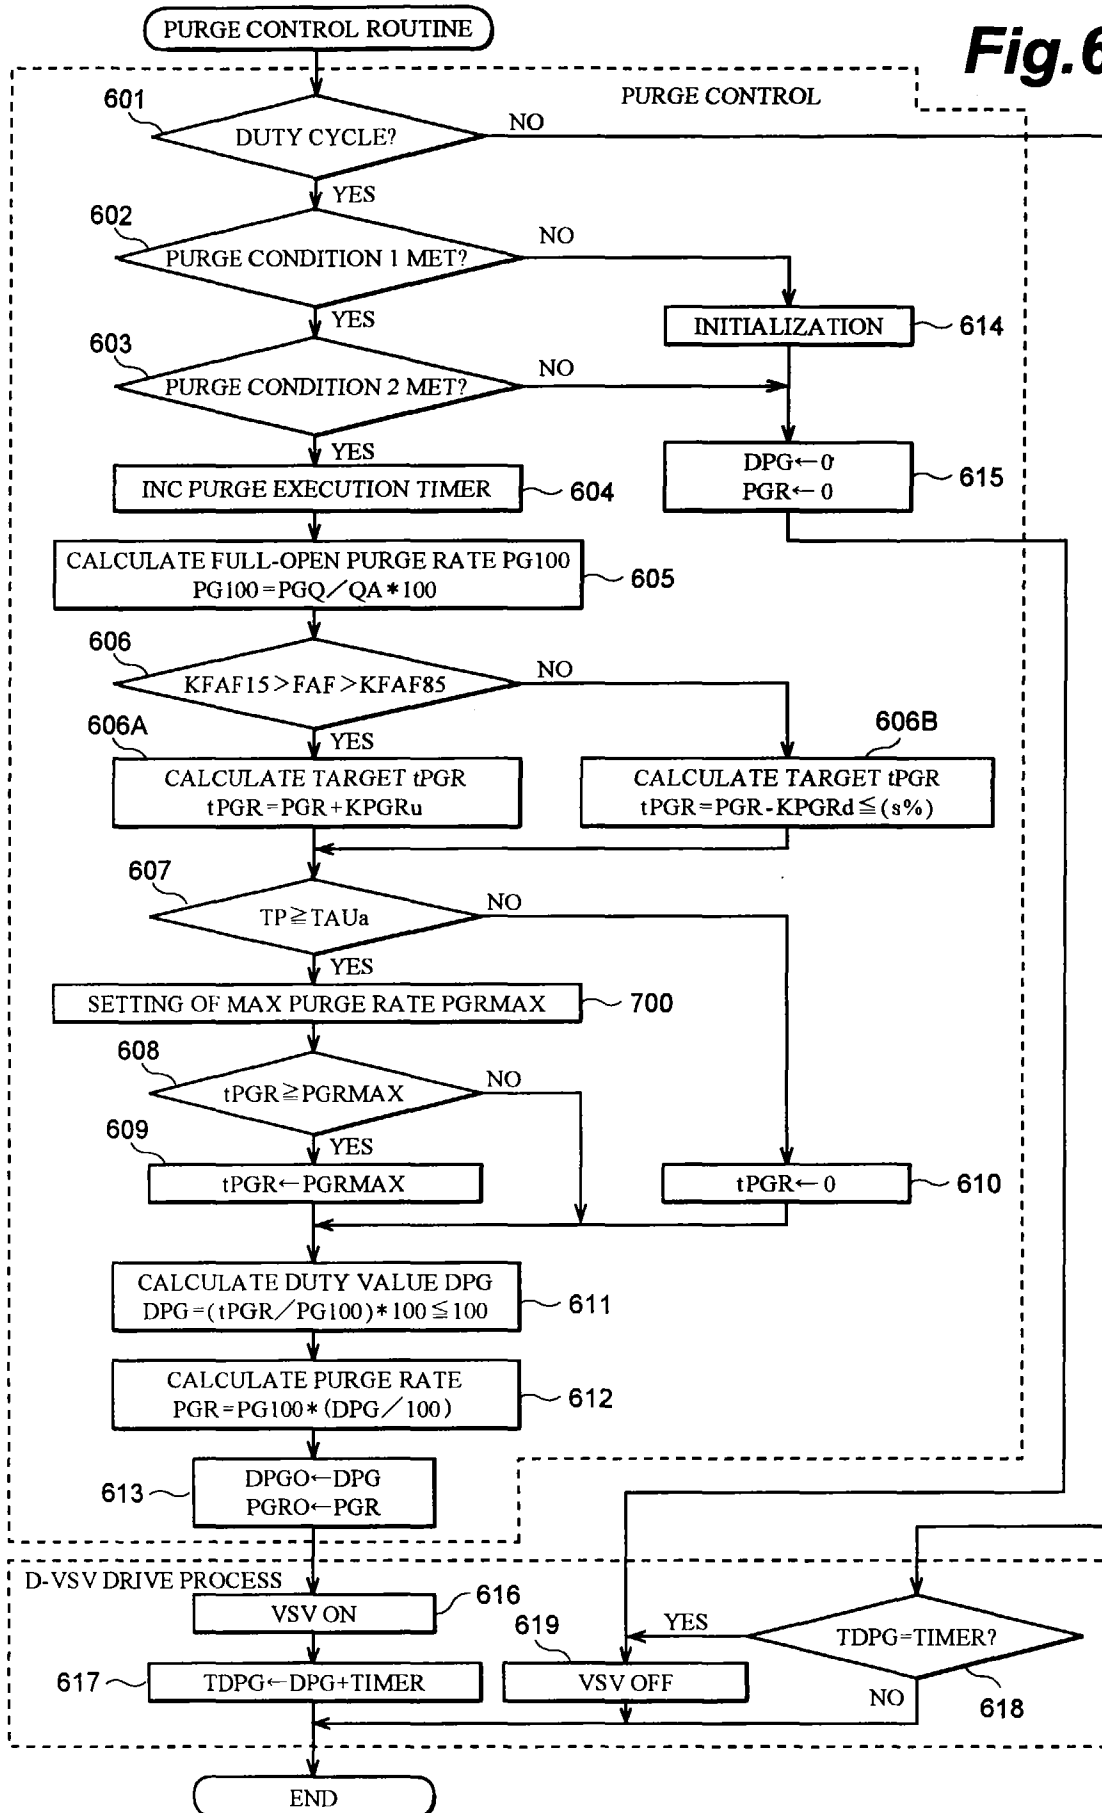 PURGE CONTROL ROUTINE
Fig.6
PURGE CONTROL
601
DUTY CYCLE?
NO
YES
602
PURGE CONDITION 1 MET?
NO
YES
INITIALIZATION
614
603
PURGE CONDITION 2 MET?
NO
YES
DPG←0
PGR←0
615
INC PURGE EXECUTION TIMER
604
CALCULATE FULL-OPEN PURGE RATE PG100
PG100=PGQ/QA*100
605
606
KFAF15>FAF>KFAF85
NO
YES
606A
CALCULATE TARGET tPGR
tPGR=PGR+KPGRu
606B
CALCULATE TARGET tPGR
tPGR=PGR-KPGRd≦(s%)
607
TP≧TAUa
NO
YES
SETTING OF MAX PURGE RATE PGRMAX
700
608
tPGR≧PGRMAX
NO
YES
609
tPGR←PGRMAX
tPGR←0
610
CALCULATE DUTY VALUE DPG
DPG=(tPGR/PG100)*100≦100
611
CALCULATE PURGE RATE
PGR=PG100*(DPG/100)
612
613
DPGO←DPG
PGRO←PGR
D-VSV DRIVE PROCESS
VSV ON
616
617
TDPG←DPG+TIMER
619
VSV OFF
YES
TDPG=TIMER?
NO
618
END